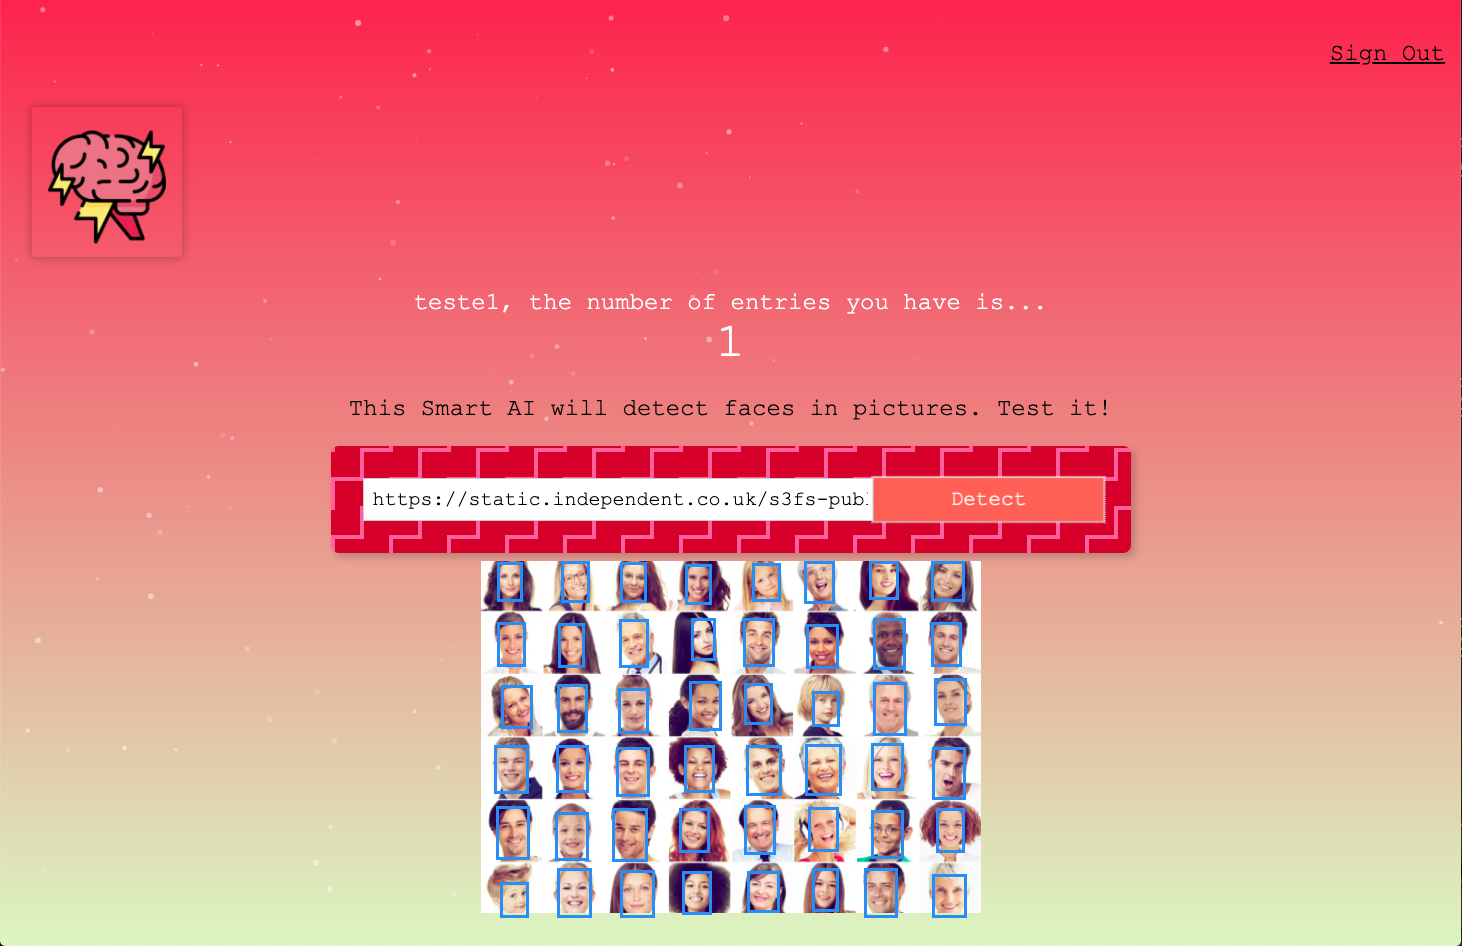 Sign Out
teste1, the number of entries you have is...
1
This Smart AI will detect faces in pictures. Test it!
https://static.independent.co.uk/s3fs-publ
Detect